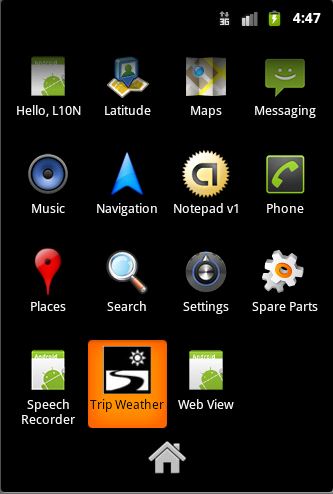 3G 4:47
Hello, L10N Latitude Maps Messaging
Music Navigation Notepad v1 Phone
Places Search Settings Spare Parts
Speech Trip Weather Web View
Recorder